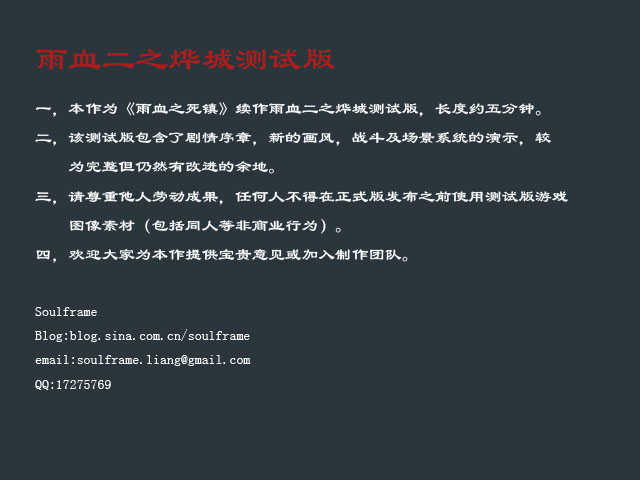 雨血二之烨城测试版
一，本作为《雨血之死镇》续作雨血二之烨城测试版，长度约五分钟。
二，该测试版包含了剧情序章，新的画风，战斗及场景系统的演示，较
为完整但仍然有改进的余地。
三，请尊重他人劳动成果，任何人不得在正式版发布之前使用测试版游戏
图像素材（包括同人等非商业行为）。
四，欢迎大家为本作提供宝贵意见或加入制作团队。
Soulframe
Blog:blog.sina.com.cn/soulframe
email:soulframe.liang@gmail.com
QQ:17275769